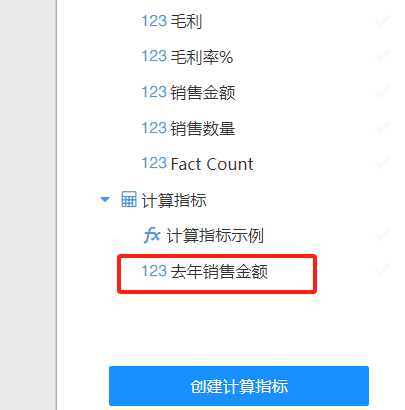 123 毛利
123 毛利率%
123 销售金额
123 销售数量
123 Fact Count
计算指标
fx 计算指标示例
123 去年销售金额
创建计算指标